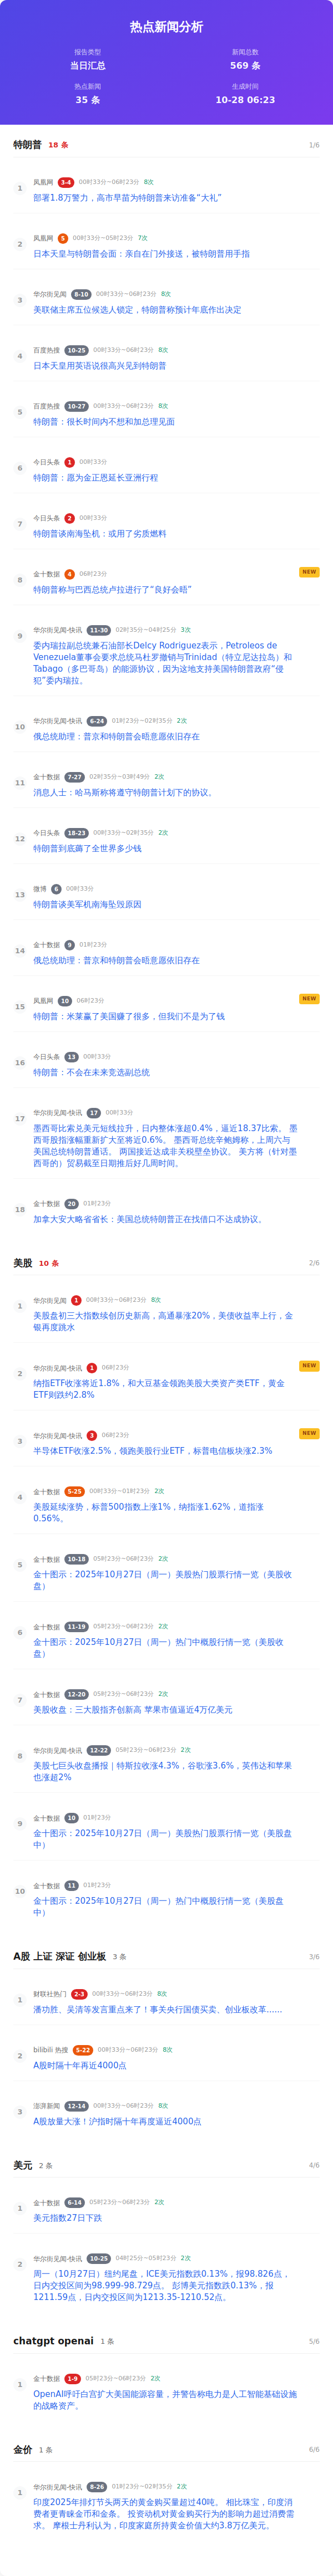 热点新闻分析
报告类型
新闻总数
当日汇总
569 条
热点新闻
生成时间
35 条
10-28 06:23
特朗普 18 条
1/6
1
凤凰网 3-4 00时33分~06时23分 8次
部署1.8万警力，高市早苗为特朗普来访准备“大礼”
2
凤凰网 5 00时33分~05时23分 7次
日本天皇与特朗普会面：亲自在门外接送，被特朗普用手指
3
华尔街见闻 8-10 00时33分~06时23分 8次
美联储主席五位候选人锁定，特朗普称预计年底作出决定
4
百度热搜 10-25 00时33分~06时23分 8次
日本天皇用英语说很高兴见到特朗普
5
百度热搜 10-27 00时33分~06时23分 8次
特朗普：很长时间内不想和加总理见面
6
今日头条 1 00时33分
特朗普：愿为金正恩延长亚洲行程
7
今日头条 2 00时33分
特朗普谈南海坠机：或用了劣质燃料
8
金十数据 4 06时23分
NEW
特朗普称与巴西总统卢拉进行了“良好会晤”
9
华尔街见闻-快讯 11-30 02时35分~04时25分 3次
委内瑞拉副总统兼石油部长Delcy Rodriguez表示，Petroleos de
Venezuela董事会要求总统马杜罗撤销与Trinidad（特立尼达拉岛）和
Tabago（多巴哥岛）的能源协议，因为这地方支持美国特朗普政府“侵
犯”委内瑞拉。
10
华尔街见闻-快讯 6-24 01时23分~02时35分 2次
俄总统助理：普京和特朗普会晤意愿依旧存在
11
金十数据 7-27 02时35分~03时49分 2次
消息人士：哈马斯称将遵守特朗普计划下的协议。
12
今日头条 18-23 00时33分~02时35分 2次
特朗普到底薅了全世界多少钱
13
微博 6 00时33分
特朗普谈美军机南海坠毁原因
14
金十数据 9 01时23分
俄总统助理：普京和特朗普会晤意愿依旧存在
15
凤凰网 10 06时23分
NEW
特朗普：米莱赢了美国赚了很多，但我们不是为了钱
16
今日头条 13 00时33分
特朗普：不会在未来竞选副总统
17
华尔街见闻-快讯 17 00时33分
墨西哥比索兑美元短线拉升，日内整体涨超0.4%，逼近18.37比索。 墨
西哥股指涨幅重新扩大至将近0.6%。 墨西哥总统辛鲍姆称，上周六与
美国总统特朗普通话。 两国接近达成非关税壁垒协议。 美方将（针对墨
西哥的）贸易截至日期推后好几周时间。
18
金十数据 20 01时23分
加拿大安大略省省长：美国总统特朗普正在找借口不达成协议。
美股 10 条
2/6
1
华尔街见闻 1 00时33分~06时23分 8次
美股盘初三大指数续创历史新高，高通暴涨20%，美债收益率上行，金
银再度跳水
2
华尔街见闻-快讯 1 06时23分
NEW
纳指ETF收涨将近1.8%，和大豆基金领跑美股大类资产类ETF，黄金
ETF则跌约2.8%
3
华尔街见闻-快讯 3 06时23分
NEW
半导体ETF收涨2.5%，领跑美股行业ETF，标普电信板块涨2.3%
4
金十数据 5-25 00时33分~01时23分 2次
美股延续涨势，标普500指数上涨1%，纳指涨1.62%，道指涨
0.56%。
5
金十数据 10-18 05时23分~06时23分 2次
金十图示：2025年10月27日（周一）美股热门股票行情一览（美股收
盘）
6
金十数据 11-19 05时23分~06时23分 2次
金十图示：2025年10月27日（周一）热门中概股行情一览（美股收
盘）
7
金十数据 12-20 05时23分~06时23分 2次
美股收盘：三大股指齐创新高 苹果市值逼近4万亿美元
8
华尔街见闻-快讯 12-22 05时23分~06时23分 2次
美股七巨头收盘播报｜特斯拉收涨4.3%，谷歌涨3.6%，英伟达和苹果
也涨超2%
9
金十数据 10 01时23分
金十图示：2025年10月27日（周一）美股热门股票行情一览（美股盘
中）
10
金十数据 11 01时23分
金十图示：2025年10月27日（周一）热门中概股行情一览（美股盘
中）
A股 上证 深证 创业板 3 条
3/6
1
财联社热门 2-3 00时33分~06时23分 8次
潘功胜、吴清等发言重点来了！事关央行国债买卖、创业板改革……
2
bilibili 热搜 5-22 00时33分~06时23分 8次
A股时隔十年再近4000点
3
澎湃新闻 12-14 00时33分~06时23分 8次
A股放量大涨！沪指时隔十年再度逼近4000点
美元 2 条
4/6
1
金十数据 6-14 05时23分~06时23分 2次
美元指数27日下跌
2
华尔街见闻-快讯 10-25 04时25分~05时23分 2次
周一（10月27日）纽约尾盘，ICE美元指数跌0.13%，报98.826点，
日内交投区间为98.999-98.729点。 彭博美元指数跌0.13%，报
1211.59点，日内交投区间为1213.35-1210.52点。
chatgpt openai 1 条
5/6
1
金十数据 1-9 05时23分~06时23分 2次
OpenAI呼吁白宫扩大美国能源容量，并警告称电力是人工智能基础设施
的战略资产。
金价 1 条
6/6
1
华尔街见闻-快讯 8-26 01时23分~02时35分 2次
印度2025年排灯节头两天的黄金购买量超过40吨。 相比珠宝，印度消
费者更青睐金币和金条。 投资动机对黄金购买行为的影响力超过消费需
求。 摩根士丹利认为，印度家庭所持黄金价值大约3.8万亿美元。